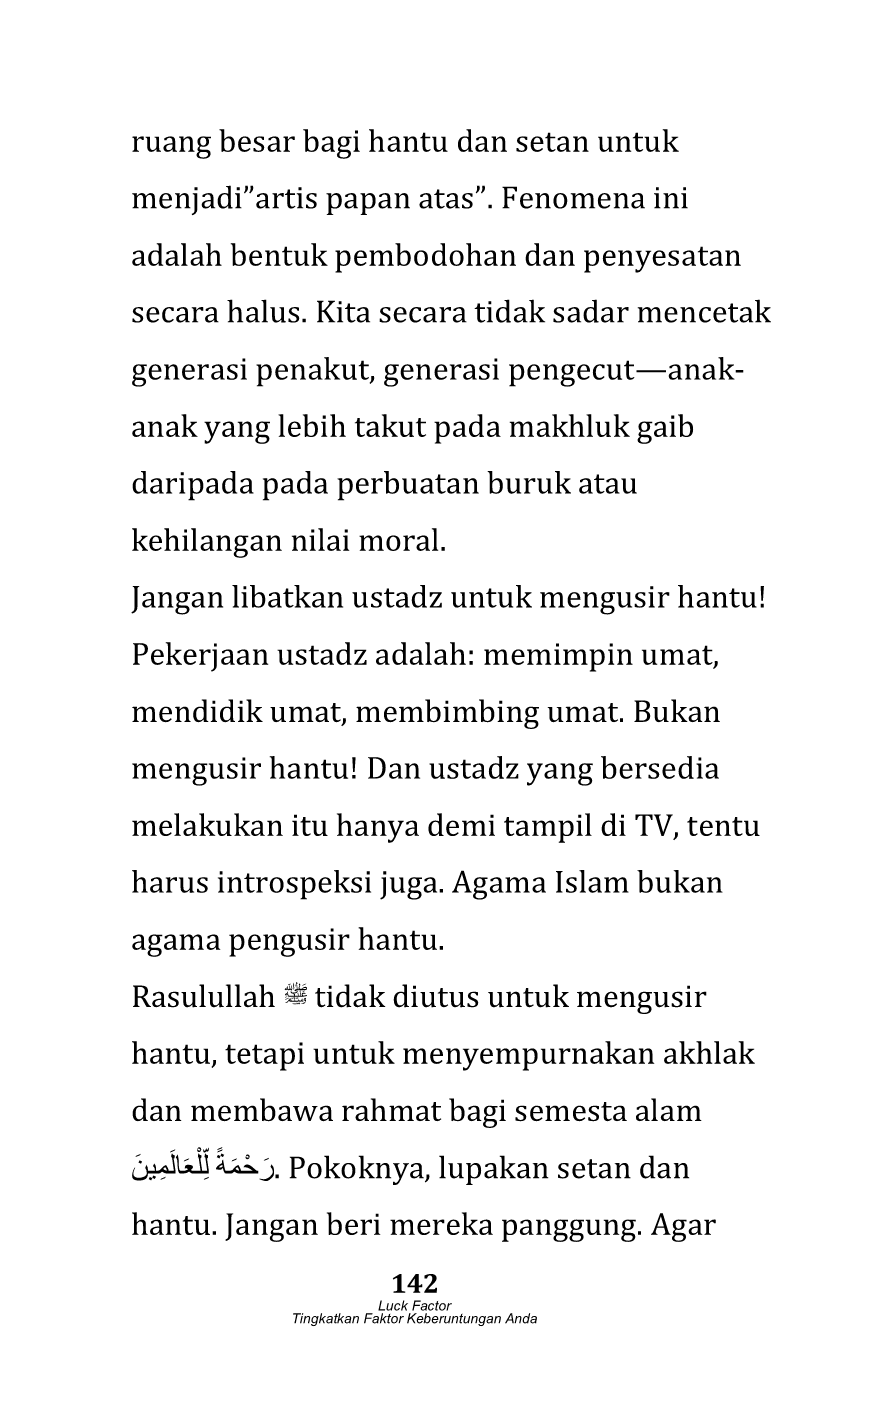 ruang besar bagi hantu dan setan untuk
menjadi”artis papan atas”. Fenomena ini
adalah bentuk pembodohan dan penyesatan
secara halus. Kita secara tidak sadar mencetak
generasi penakut, generasi pengecut—anak-
anak yang lebih takut pada makhluk gaib
daripada pada perbuatan buruk atau
kehilangan nilai moral.
Jangan libatkan ustadz untuk mengusir hantu!
Pekerjaan ustadz adalah: memimpin umat,
mendidik umat, membimbing umat. Bukan
mengusir hantu! Dan ustadz yang bersedia
melakukan itu hanya demi tampil di TV, tentu
harus introspeksi juga. Agama Islam bukan
agama pengusir hantu.
Rasulullah ﷺ tidak diutus untuk mengusir
hantu, tetapi untuk menyempurnakan akhlak
dan membawa rahmat bagi semesta alam
رَحْمَةً لِّلْعَالَمِينَ. Pokoknya, lupakan setan dan
hantu. Jangan beri mereka panggung. Agar
142
Luck Factor
Tingkatkan Faktor Keberuntungan Anda